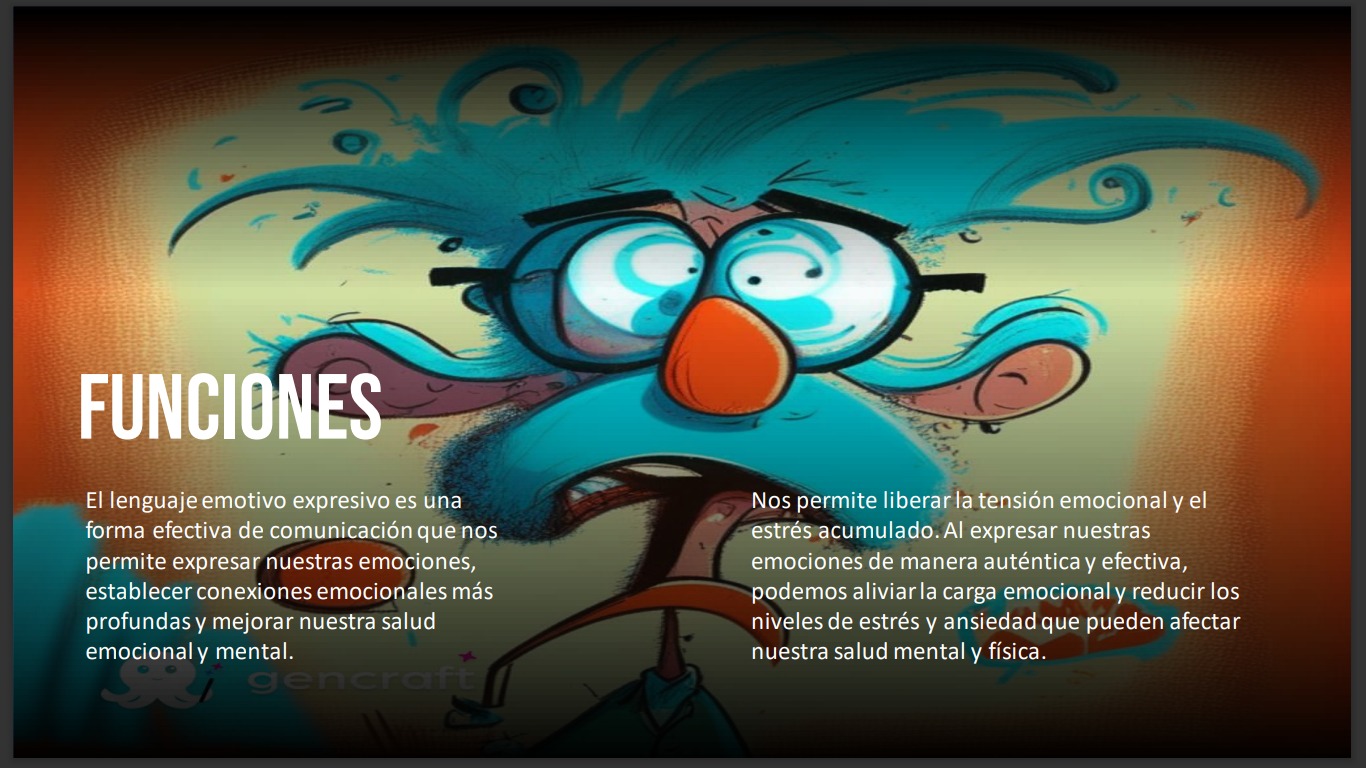 FUNCIONES
El lenguaje emotivo expresivo es una
forma efectiva de comunicación que nos
permite expresar nuestras emociones,
establecer conexiones emocionales más
profundas y mejorar nuestra salud
emocional y mental.
Nos permite liberar la tensión emocional y el
estrés acumulado. Al expresar nuestras
emociones de manera auténtica y efectiva,
podemos aliviar la carga emocional y reducir los
niveles de estrés y ansiedad que pueden afectar
nuestra salud mental y física.
gencraft